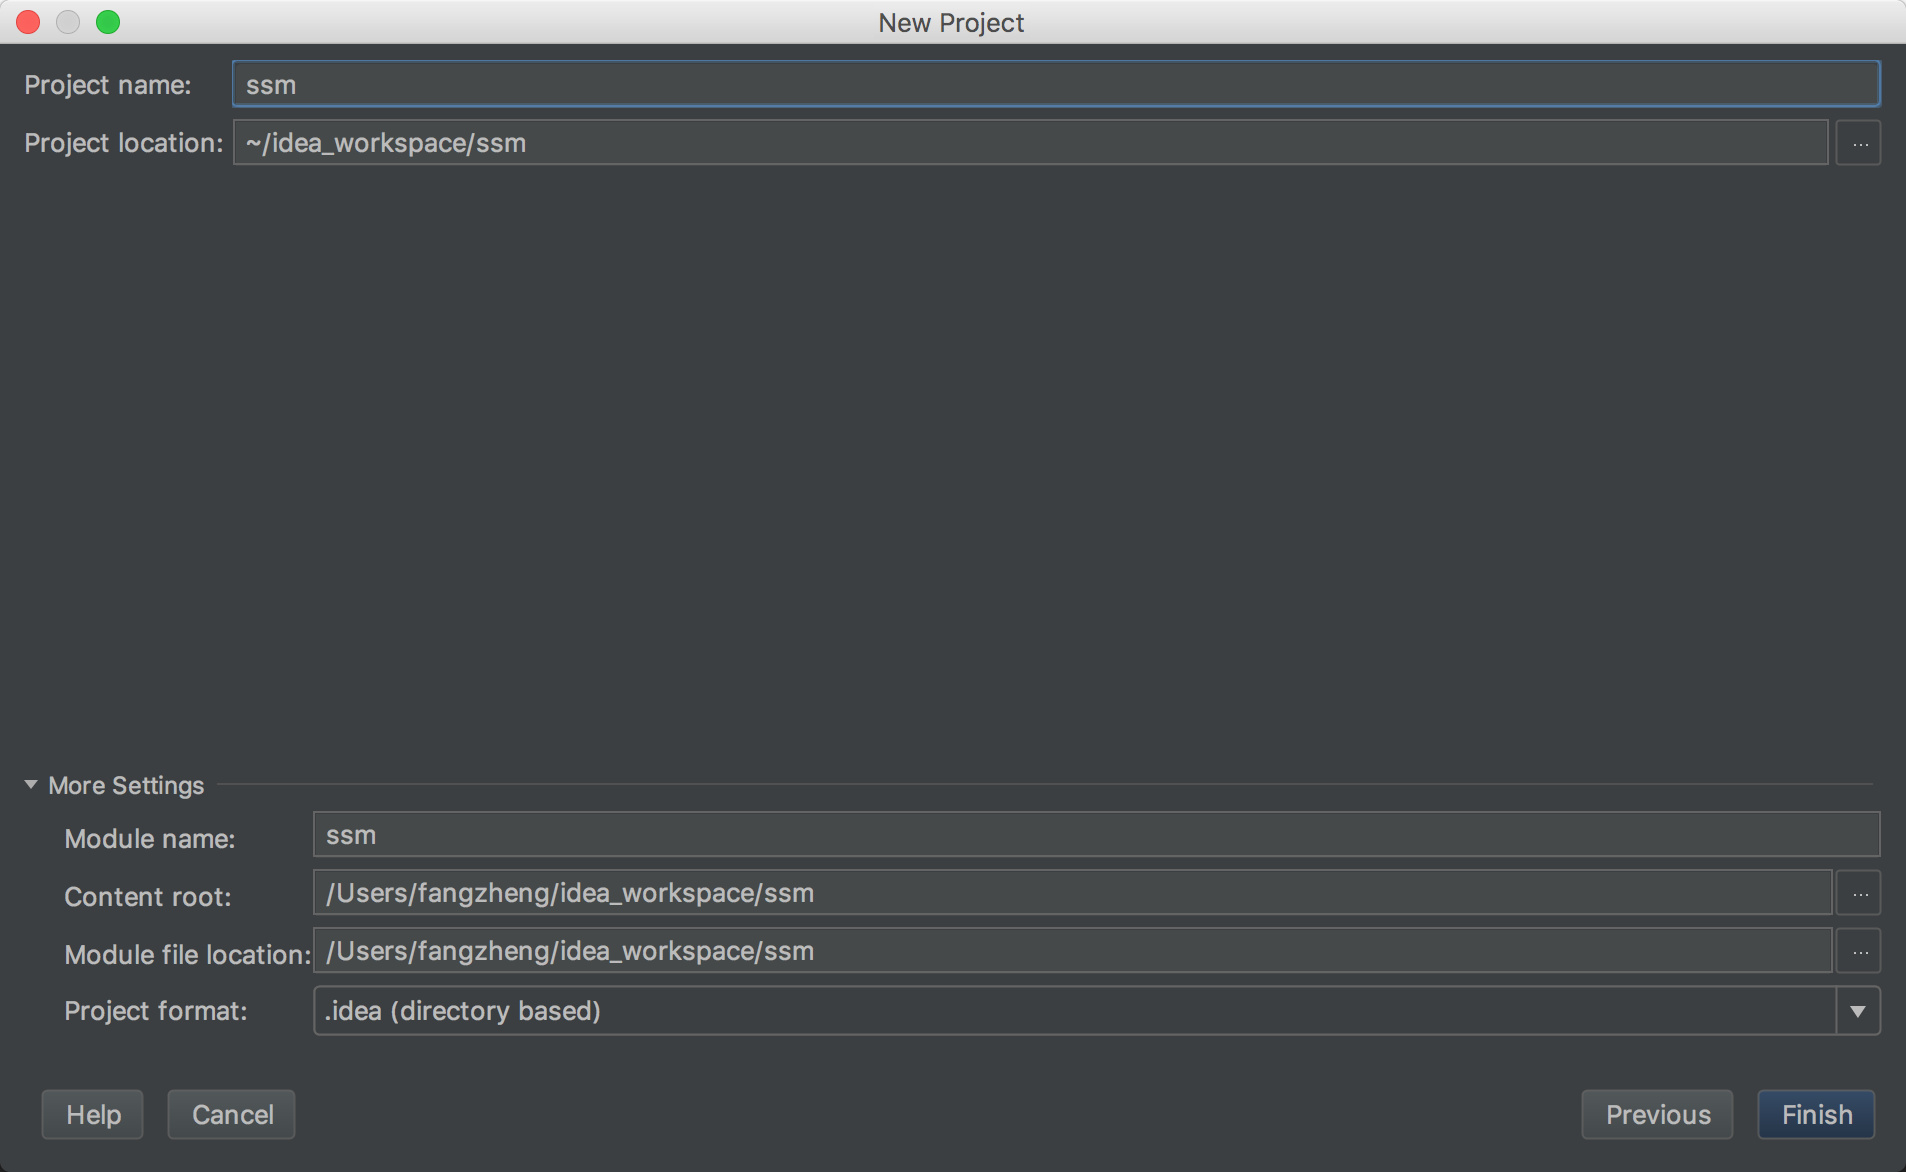 New Project
Project name: ssm
Project location: ~/idea_workspace/ssm ...
More Settings
Module name: ssm
Content root: /Users/fangzheng/idea_workspace/ssm ...
Module file location: /Users/fangzheng/idea_workspace/ssm ...
Project format: .idea (directory based)
Help Cancel Previous Finish